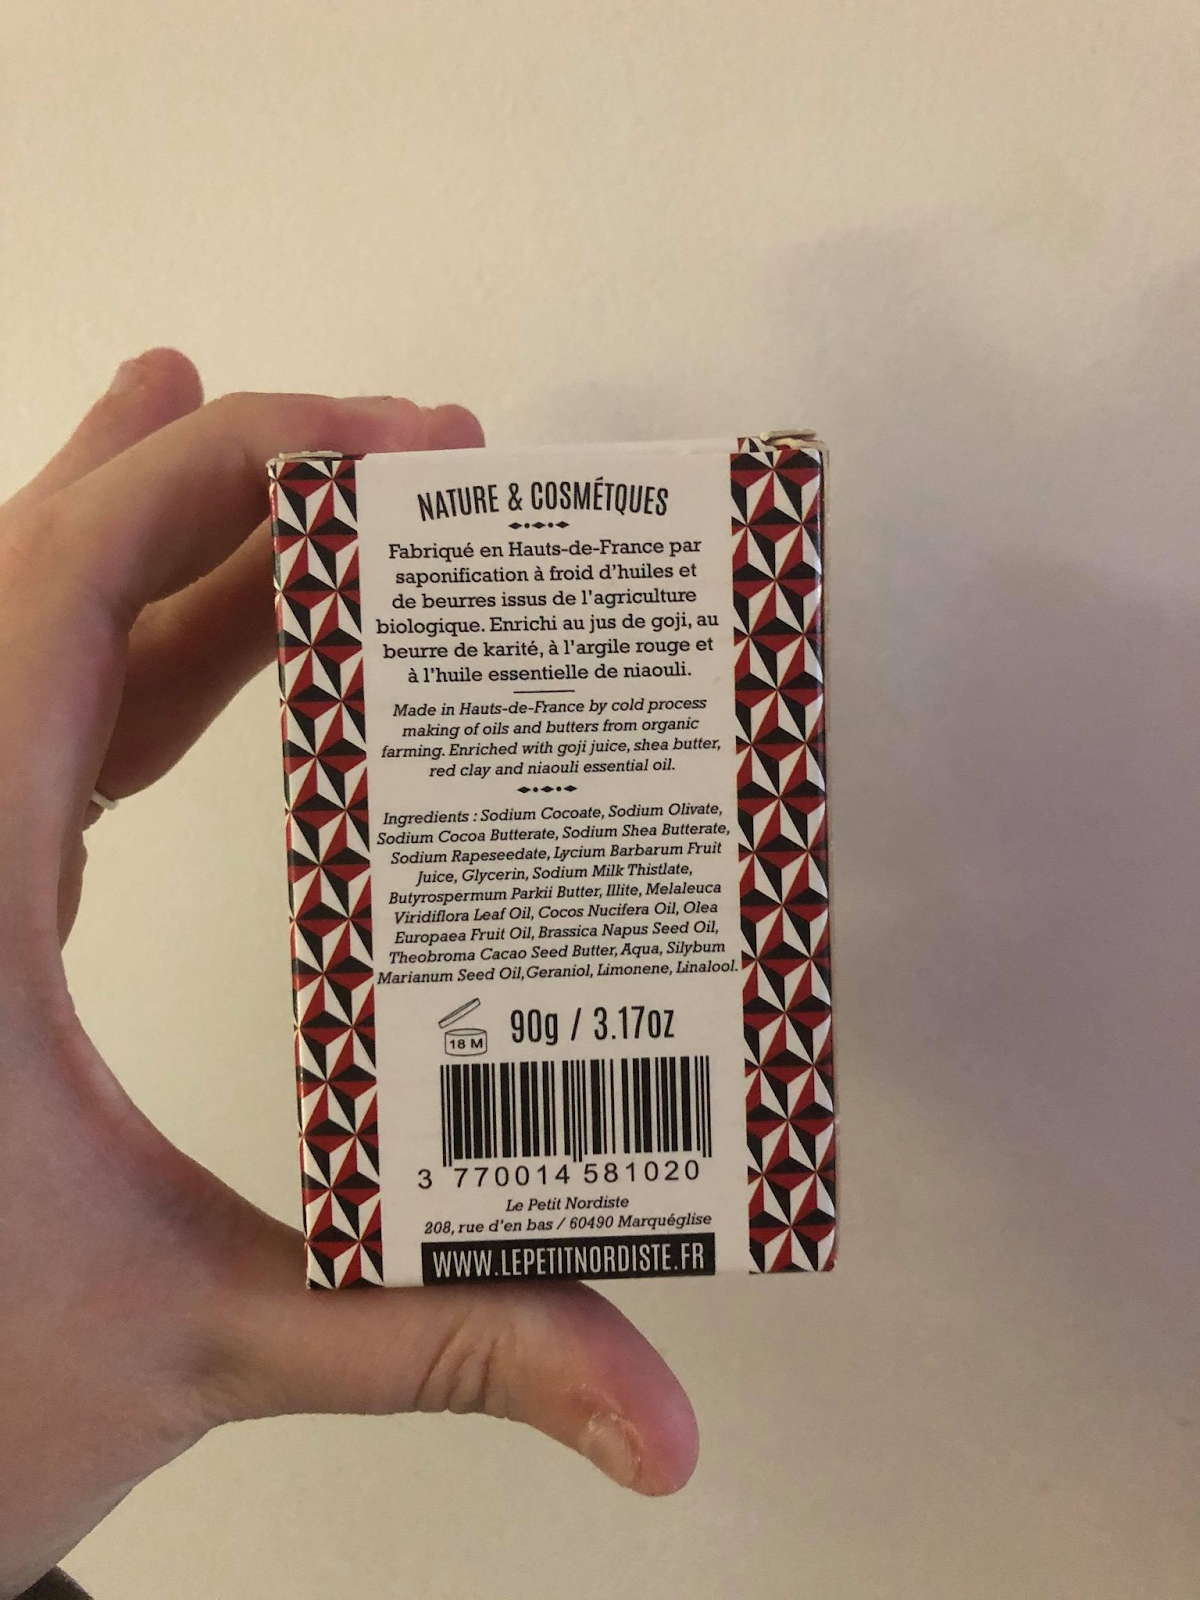 NATURE & COSMÉTQUES
Fabriqué en Hauts-de-France par
saponification à froid d'huiles et
de beurres issus de l'agriculture
biologique. Enrichi au jus de goji, au
beurre de karité, à l'argile rouge et
à l'huile essentielle de niaouli.
Made in Hauts-de-France by cold process
making of oils and butters from organic
farming. Enriched with goji juice, shea butter,
red clay and niaouli essential oil.
Ingredients : Sodium Cocoate, Sodium Olivate,
Sodium Cocoa Butterate, Sodium Shea Butterate,
Sodium Rapeseedate, Lycium Barbarum Fruit
Juice, Glycerin, Sodium Milk Thistlate,
Butyrospermum Parkii Butter, Illite, Melaleuca
Viridiflora Leaf Oil, Cocos Nucifera Oil, Olea
Europaea Fruit Oil, Brassica Napus Seed Oil,
Theobroma Cacao Seed Butter, Aqua, Silybum
Marianum Seed Oil, Geraniol, Limonene, Linalool.
18 M 90g / 3.17oz
3 770014 581020
Le Petit Nordiste
208, rue d'en bas / 60490 Marquéglise
WWW.LEPETITNORDISTE.FR